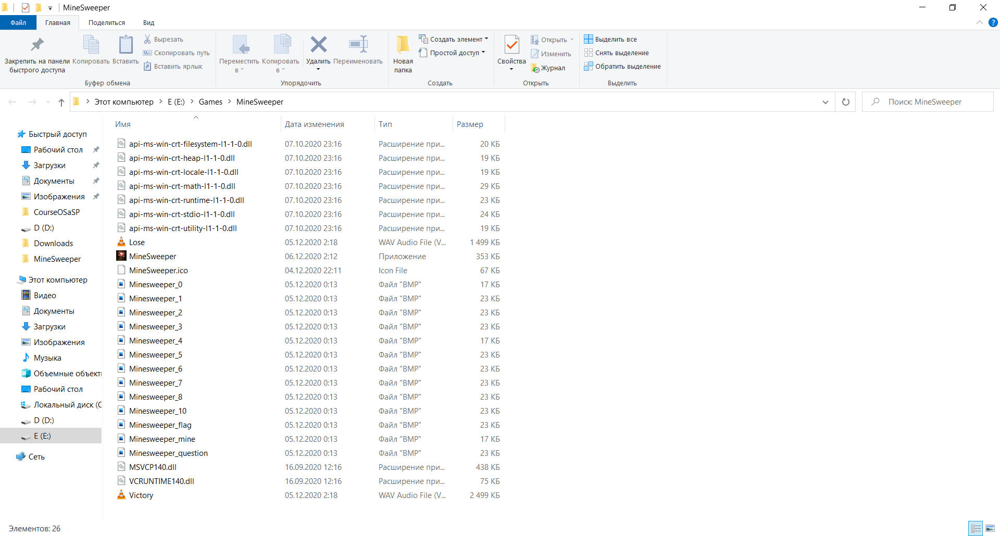 MineSweeper
Файл Главная Поделиться Вид
Закрепить на панели быстрого доступа
Копировать
Вставить
Вырезать
Скопировать путь
Вставить ярлык
Буфер обмена
Переместить в
Копировать в
Удалить
Переименовать
Упорядочить
Новая папка
Создать элемент
Простой доступ
Создать
Свойства
Открыть
Изменить
Журнал
Открыть
Выделить все
Снять выделение
Обратить выделение
Выделить
Этот компьютер E (E:) Games MineSweeper
Поиск: MineSweeper
Быстрый доступ
Рабочий стол
Загрузки
Документы
Изображения
CourseOSaSP
D (D:)
Downloads
MineSweeper
Этот компьютер
Видео
Документы
Загрузки
Изображения
Музыка
Объемные объект
Рабочий стол
Локальный диск (C
D (D:)
E (E:)
Сеть
Имя Дата изменения Тип Размер
api-ms-win-crt-filesystem-l1-1-0.dll 07.10.2020 23:16 Расширение при... 20 КБ
api-ms-win-crt-heap-l1-1-0.dll 07.10.2020 23:16 Расширение при... 19 КБ
api-ms-win-crt-locale-l1-1-0.dll 07.10.2020 23:16 Расширение при... 19 КБ
api-ms-win-crt-math-l1-1-0.dll 07.10.2020 23:16 Расширение при... 29 КБ
api-ms-win-crt-runtime-l1-1-0.dll 07.10.2020 23:16 Расширение при... 23 КБ
api-ms-win-crt-stdio-l1-1-0.dll 07.10.2020 23:16 Расширение при... 24 КБ
api-ms-win-crt-utility-l1-1-0.dll 07.10.2020 23:16 Расширение при... 19 КБ
Lose 05.12.2020 2:18 WAV Audio File (V... 1 499 КБ
MineSweeper 06.12.2020 2:12 Приложение 353 КБ
MineSweeper.ico 04.12.2020 22:11 Icon File 67 КБ
Minesweeper_0 05.12.2020 0:13 Файл "BMP" 17 КБ
Minesweeper_1 05.12.2020 0:13 Файл "BMP" 23 КБ
Minesweeper_2 05.12.2020 0:13 Файл "BMP" 23 КБ
Minesweeper_3 05.12.2020 0:13 Файл "BMP" 23 КБ
Minesweeper_4 05.12.2020 0:13 Файл "BMP" 17 КБ
Minesweeper_5 05.12.2020 0:13 Файл "BMP" 23 КБ
Minesweeper_6 05.12.2020 0:13 Файл "BMP" 23 КБ
Minesweeper_7 05.12.2020 0:13 Файл "BMP" 23 КБ
Minesweeper_8 05.12.2020 0:13 Файл "BMP" 23 КБ
Minesweeper_10 05.12.2020 0:13 Файл "BMP" 23 КБ
Minesweeper_flag 05.12.2020 0:13 Файл "BMP" 23 КБ
Minesweeper_mine 05.12.2020 0:13 Файл "BMP" 17 КБ
Minesweeper_question 05.12.2020 0:13 Файл "BMP" 23 КБ
MSVCP140.dll 16.09.2020 12:16 Расширение при... 438 КБ
VCRUNTIME140.dll 16.09.2020 12:16 Расширение при... 75 КБ
Victory 05.12.2020 2:18 WAV Audio File (V... 2 499 КБ
Элементов: 26